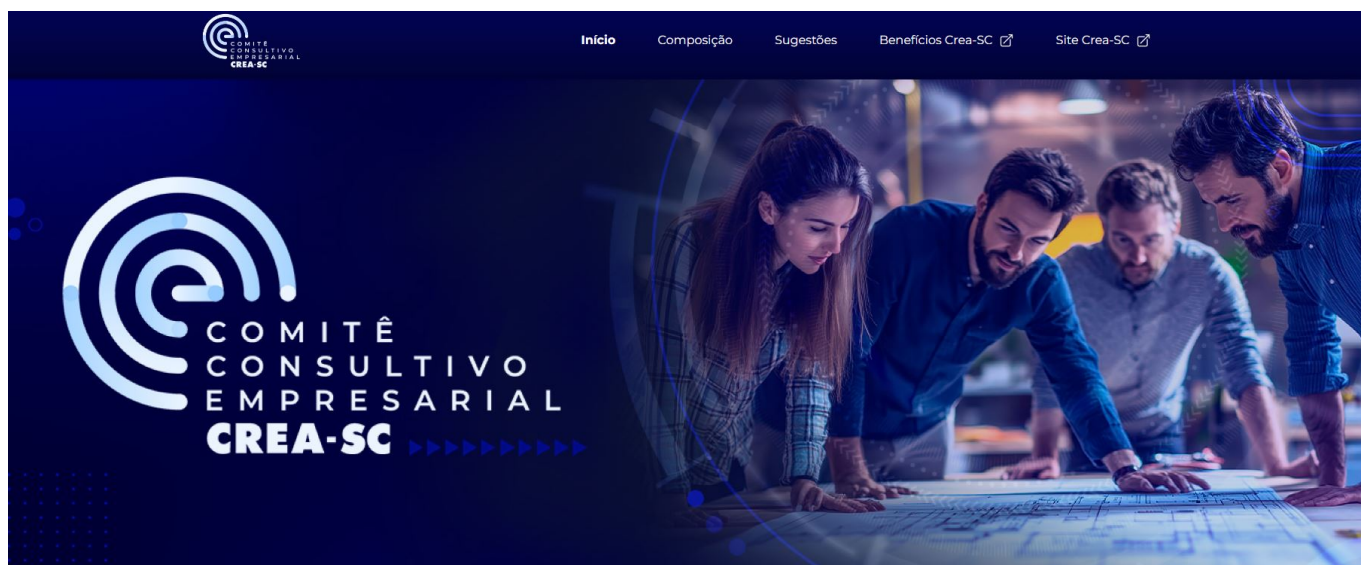 COMITÊ
CONSULTIVO
EMPRESARIAL
CREA-SC
Início Composição Sugestões Benefícios Crea-SC Site Crea-SC
COMITÊ
CONSULTIVO
EMPRESARIAL
CREA-SC